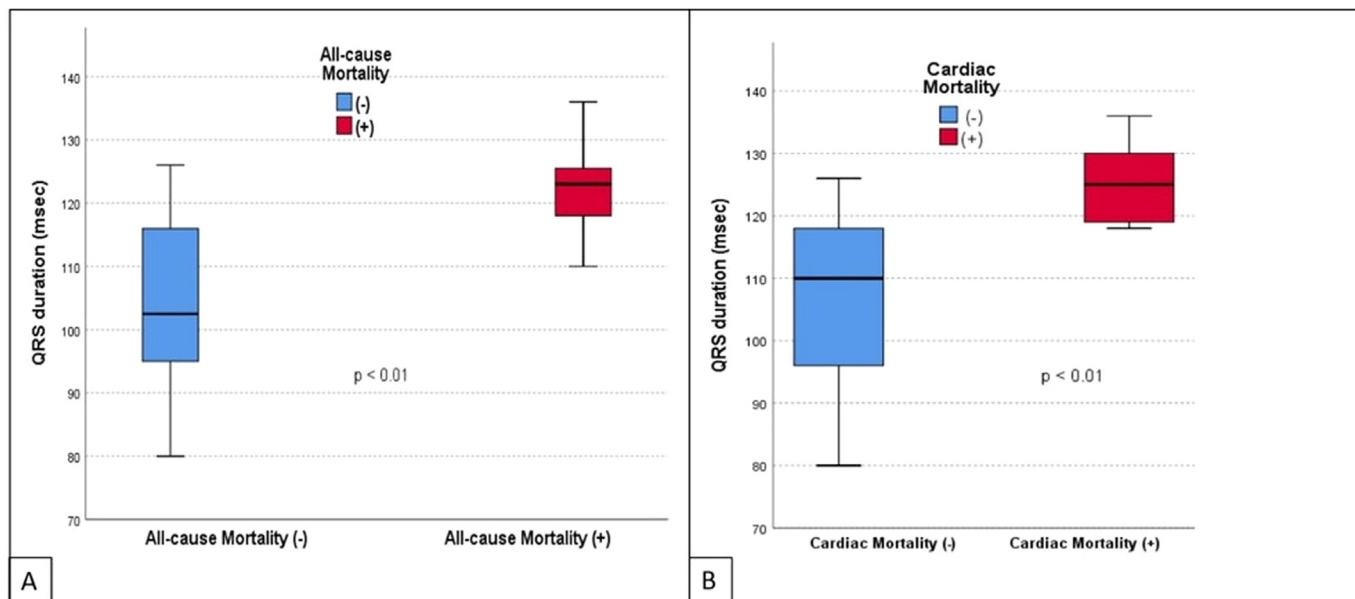 All-cause
Mortality
(-)
(+)
QRS duration (msec)
140
130
120
110
100
90
80
70
p < 0.01
All-cause Mortality (-)
All-cause Mortality (+)
A
Cardiac
Mortality
(-)
(+)
QRS duration (msec)
140
130
120
110
100
90
80
70
p < 0.01
Cardiac Mortality (-)
Cardiac Mortality (+)
B